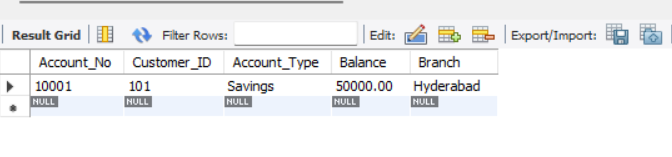 Result Grid Filter Rows: Edit: Export/Import:
Account_No Customer_ID Account_Type Balance Branch
10001 101 Savings 50000.00 Hyderabad
NULL NULL NULL NULL NULL